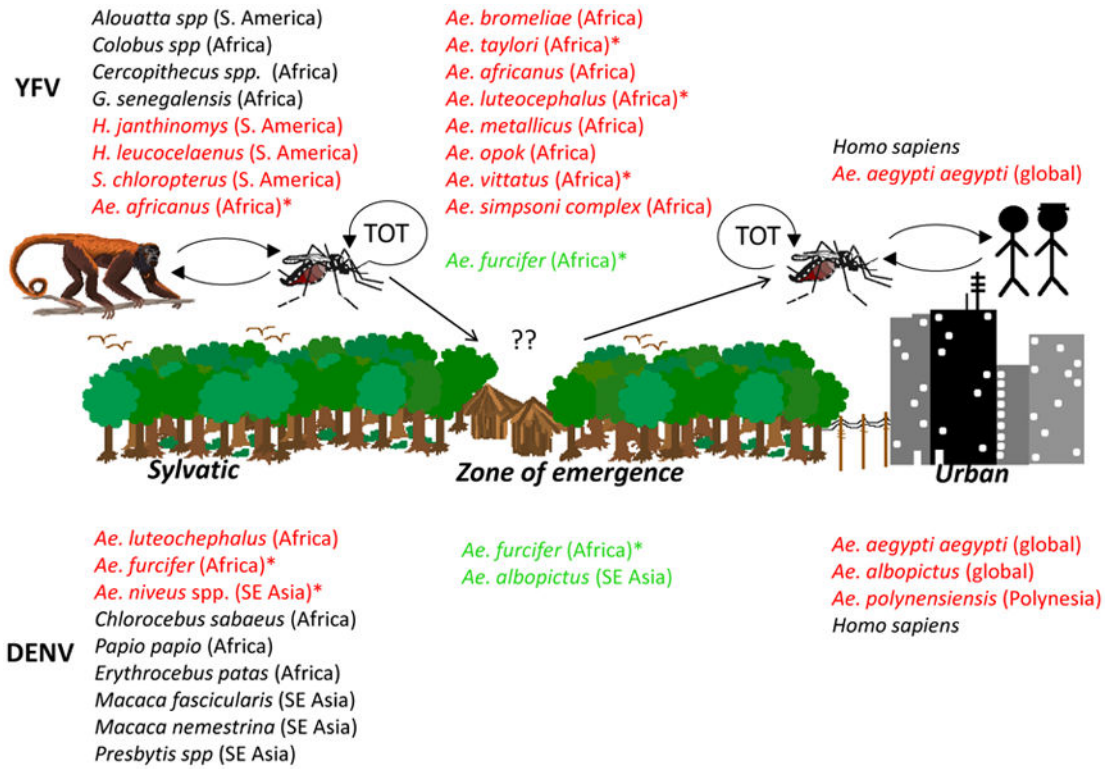 YFV
Alouatta spp (S. America)
Colobus spp (Africa)
Cercopithecus spp. (Africa)
G. senegalensis (Africa)
H. janthinomys (S. America)
H. leucocelaenus (S. America)
S. chloropterus (S. America)
Ae. africanus (Africa)*
Ae. bromeliae (Africa)
Ae. taylori (Africa)*
Ae. africanus (Africa)
Ae. luteocephalus (Africa)*
Ae. metallicus (Africa)
Ae. opok (Africa)
Ae. vittatus (Africa)*
Ae. simpsoni complex (Africa)
Ae. furcifer (Africa)*
Homo sapiens
Ae. aegypti aegypti (global)
TOT
TOT
??
Sylvatic
Zone of emergence
Urban
DENV
Ae. luteochephalus (Africa)
Ae. furcifer (Africa)*
Ae. niveus spp. (SE Asia)*
Chlorocebus sabaeus (Africa)
Papio papio (Africa)
Erythrocebus patas (Africa)
Macaca fascicularis (SE Asia)
Macaca nemestrina (SE Asia)
Presbytis spp (SE Asia)
Ae. furcifer (Africa)*
Ae. albopictus (SE Asia)
Ae. aegypti aegypti (global)
Ae. albopictus (global)
Ae. polynensiensis (Polynesia)
Homo sapiens